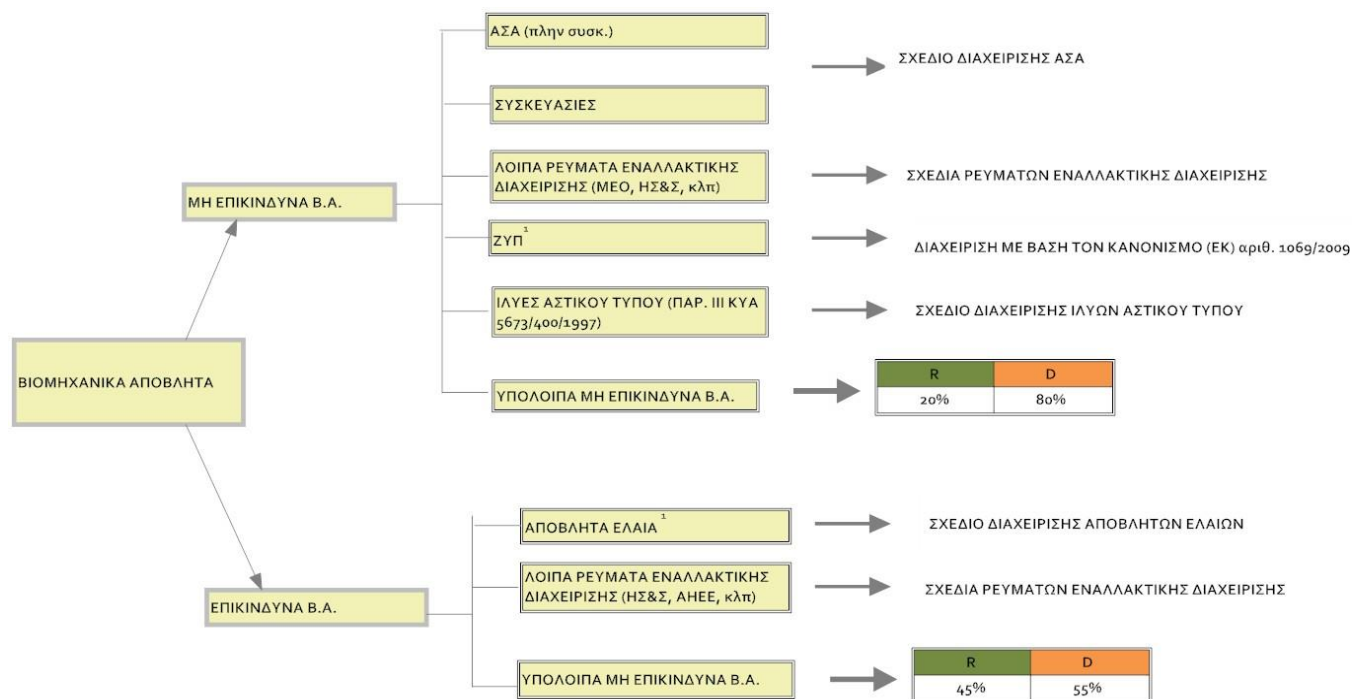 ΑΣΑ (πλην συσκ.)
ΣΧΕΔΙΟ ΔΙΑΧΕΙΡΙΣΗΣ ΑΣΑ
ΣΥΣΚΕΥΑΣΙΕΣ
ΛΟΙΠΑ ΡΕΥΜΑΤΑ ΕΝΑΛΛΑΚΤΙΚΗΣ
ΔΙΑΧΕΙΡΙΣΗΣ (ΜΕΟ, ΗΣ&Σ, κλπ)
ΣΧΕΔΙΑ ΡΕΥΜΑΤΩΝ ΕΝΑΛΛΑΚΤΙΚΗΣ ΔΙΑΧΕΙΡΙΣΗΣ
ΜΗ ΕΠΙΚΙΝΔΥΝΑ Β.Α.
ΖΥΠ¹
ΔΙΑΧΕΙΡΙΣΗ ΜΕ ΒΑΣΗ ΤΟΝ ΚΑΝΟΝΙΣΜΟ (ΕΚ) αριθ. 1069/2009
ΙΛΥΕΣ ΑΣΤΙΚΟΥ ΤΥΠΟΥ (ΠΑΡ. ΙΙΙ ΚΥΑ
5673/400/1997)
ΣΧΕΔΙΟ ΔΙΑΧΕΙΡΙΣΗΣ ΙΛΥΩΝ ΑΣΤΙΚΟΥ ΤΥΠΟΥ
ΒΙΟΜΗΧΑΝΙΚΑ ΑΠΟΒΛΗΤΑ
ΥΠΟΛΟΙΠΑ ΜΗ ΕΠΙΚΙΝΔΥΝΑ Β.Α.
R D
20% 80%
ΑΠΟΒΛΗΤΑ ΕΛΑΙΑ¹
ΣΧΕΔΙΟ ΔΙΑΧΕΙΡΙΣΗΣ ΑΠΟΒΛΗΤΩΝ ΕΛΑΙΩΝ
ΛΟΙΠΑ ΡΕΥΜΑΤΑ ΕΝΑΛΛΑΚΤΙΚΗΣ
ΔΙΑΧΕΙΡΙΣΗΣ (ΗΣ&Σ, ΑΗΕΕ, κλπ)
ΣΧΕΔΙΑ ΡΕΥΜΑΤΩΝ ΕΝΑΛΛΑΚΤΙΚΗΣ ΔΙΑΧΕΙΡΙΣΗΣ
ΕΠΙΚΙΝΔΥΝΑ Β.Α.
ΥΠΟΛΟΙΠΑ ΜΗ ΕΠΙΚΙΝΔΥΝΑ Β.Α.
R D
45% 55%